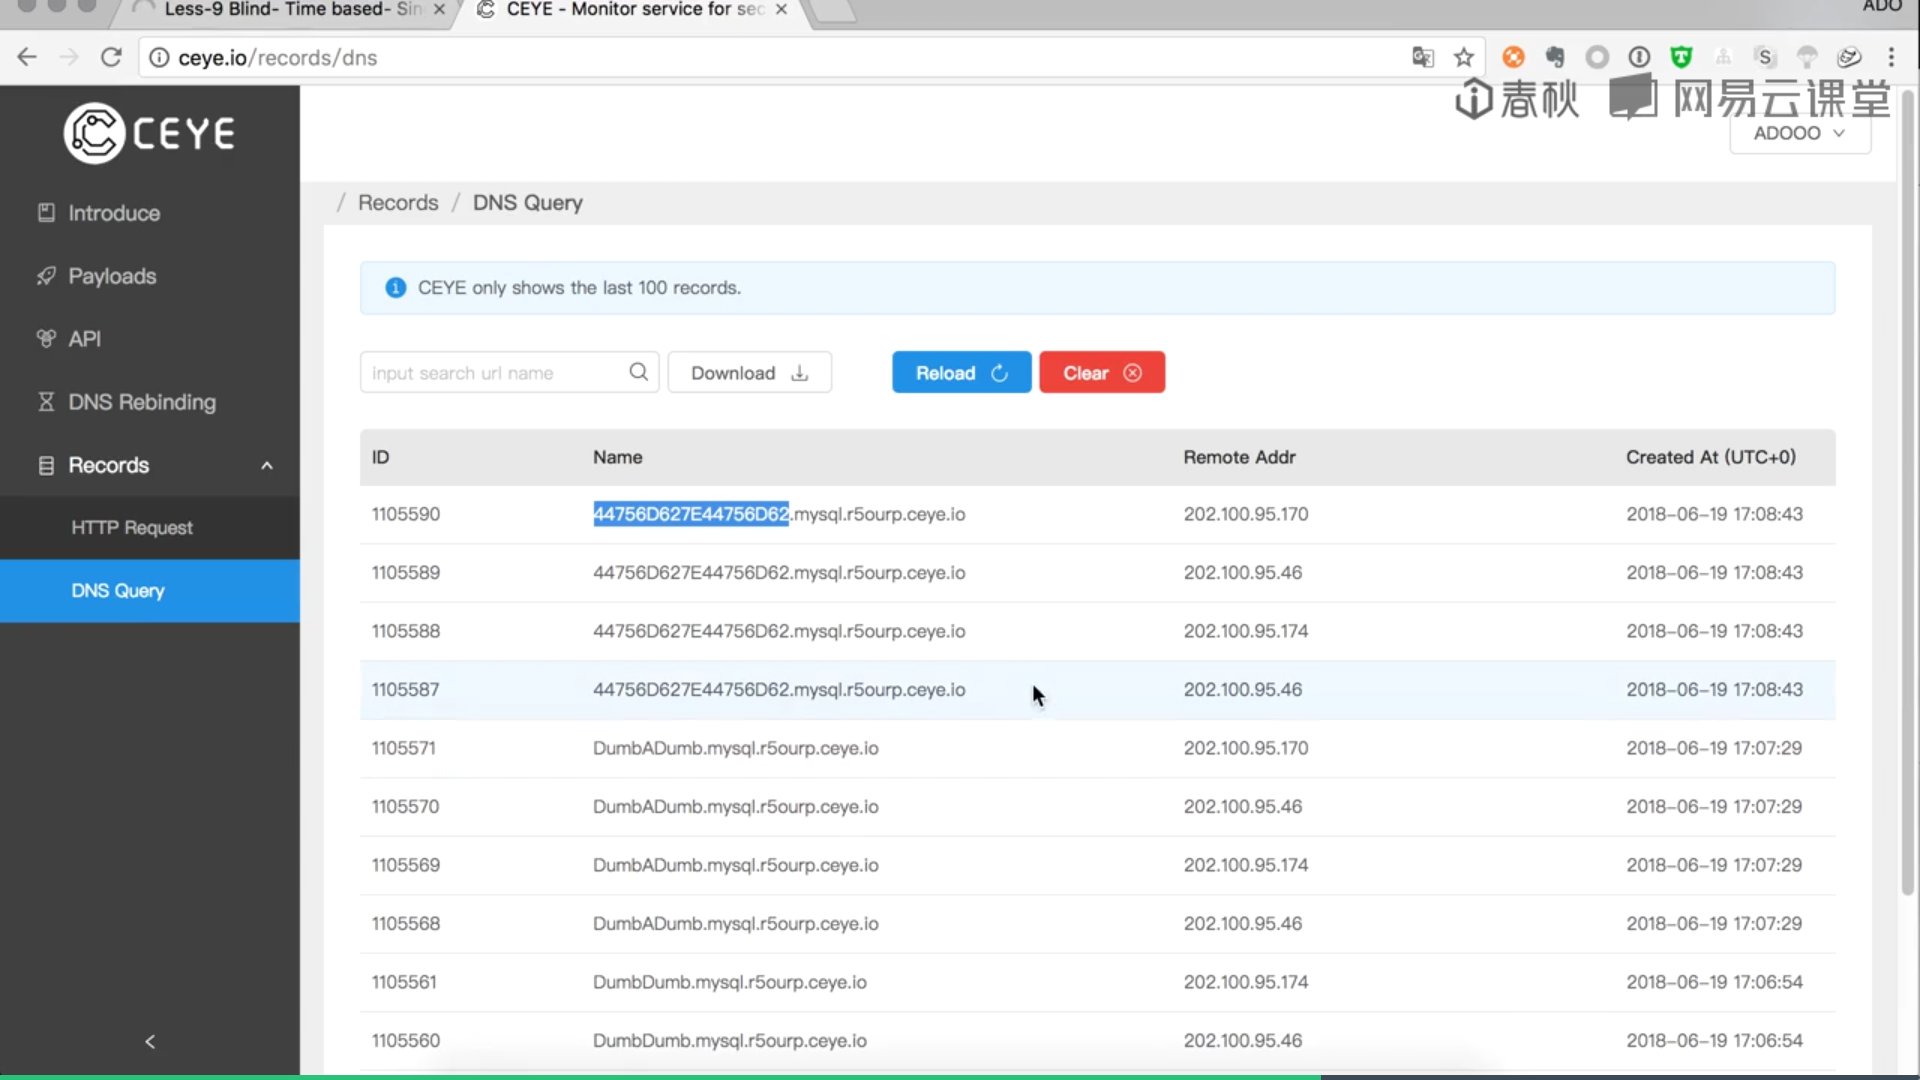 Less-9 Blind- Time based- Sin
CEYE - Monitor service for sec
ADO
ceye.io/records/dns
春秋 网易云课堂
CEYE
ADOOO
Introduce
Payloads
API
DNS Rebinding
Records
HTTP Request
DNS Query
/ Records / DNS Query
CEYE only shows the last 100 records.
input search url name
Download
Reload
Clear
ID Name Remote Addr Created At (UTC+0)
1105590 44756D627E44756D62.mysql.r5ourp.ceye.io 202.100.95.170 2018-06-19 17:08:43
1105589 44756D627E44756D62.mysql.r5ourp.ceye.io 202.100.95.46 2018-06-19 17:08:43
1105588 44756D627E44756D62.mysql.r5ourp.ceye.io 202.100.95.174 2018-06-19 17:08:43
1105587 44756D627E44756D62.mysql.r5ourp.ceye.io 202.100.95.46 2018-06-19 17:08:43
1105571 DumbADumb.mysql.r5ourp.ceye.io 202.100.95.170 2018-06-19 17:07:29
1105570 DumbADumb.mysql.r5ourp.ceye.io 202.100.95.46 2018-06-19 17:07:29
1105569 DumbADumb.mysql.r5ourp.ceye.io 202.100.95.174 2018-06-19 17:07:29
1105568 DumbADumb.mysql.r5ourp.ceye.io 202.100.95.46 2018-06-19 17:07:29
1105561 DumbDumb.mysql.r5ourp.ceye.io 202.100.95.174 2018-06-19 17:06:54
1105560 DumbDumb.mysql.r5ourp.ceye.io 202.100.95.46 2018-06-19 17:06:54